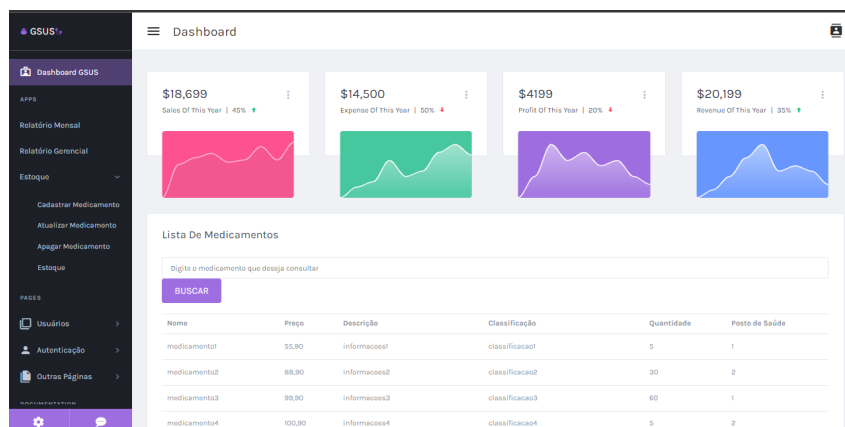 GSUS
Dashboard
Dashboard GSUS
APPS
Relatório Mensal
Relatório Gerencial
Estoque
Cadastrar Medicamento
Atualizar Medicamento
Apagar Medicamento
Estoque
PAGES
Usuários
Autenticação
Outras Páginas
DOCUMENTATION
$18,699
Sales Of This Year | 45%
$14,500
Expense Of This Year | 50%
$4199
Profit Of This Year | 20%
$20,199
Revenue Of This Year | 35%
Lista De Medicamentos
Digite o medicamento que deseja consultar
BUSCAR
Nome Preço Descrição Classificação Quantidade Posto de Saúde
medicamento1 55,90 informacoes1 classificacao1 5 1
medicamento2 88,90 informacoes2 classificacao2 30 2
medicamento3 99,90 informacoes3 classificacao3 60 1
medicamento4 100,90 informacoes4 classificacao4 5 2